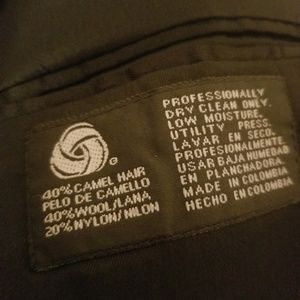 ®
40% CAMEL HAIR
PELO DE CAMELLO
40% WOOL/LANA
20% NYLON/NILON
PROFESSIONALLY
DRY CLEAN ONLY.
LOW MOISTURE.
UTILITY PRESS.
LAVAR EN SECO.
PROFESIONALMENTE.
USAR BAJA HUMEDAD
EN PLANCHADORA.
MADE IN COLOMBIA
HECHO EN COLOMBIA